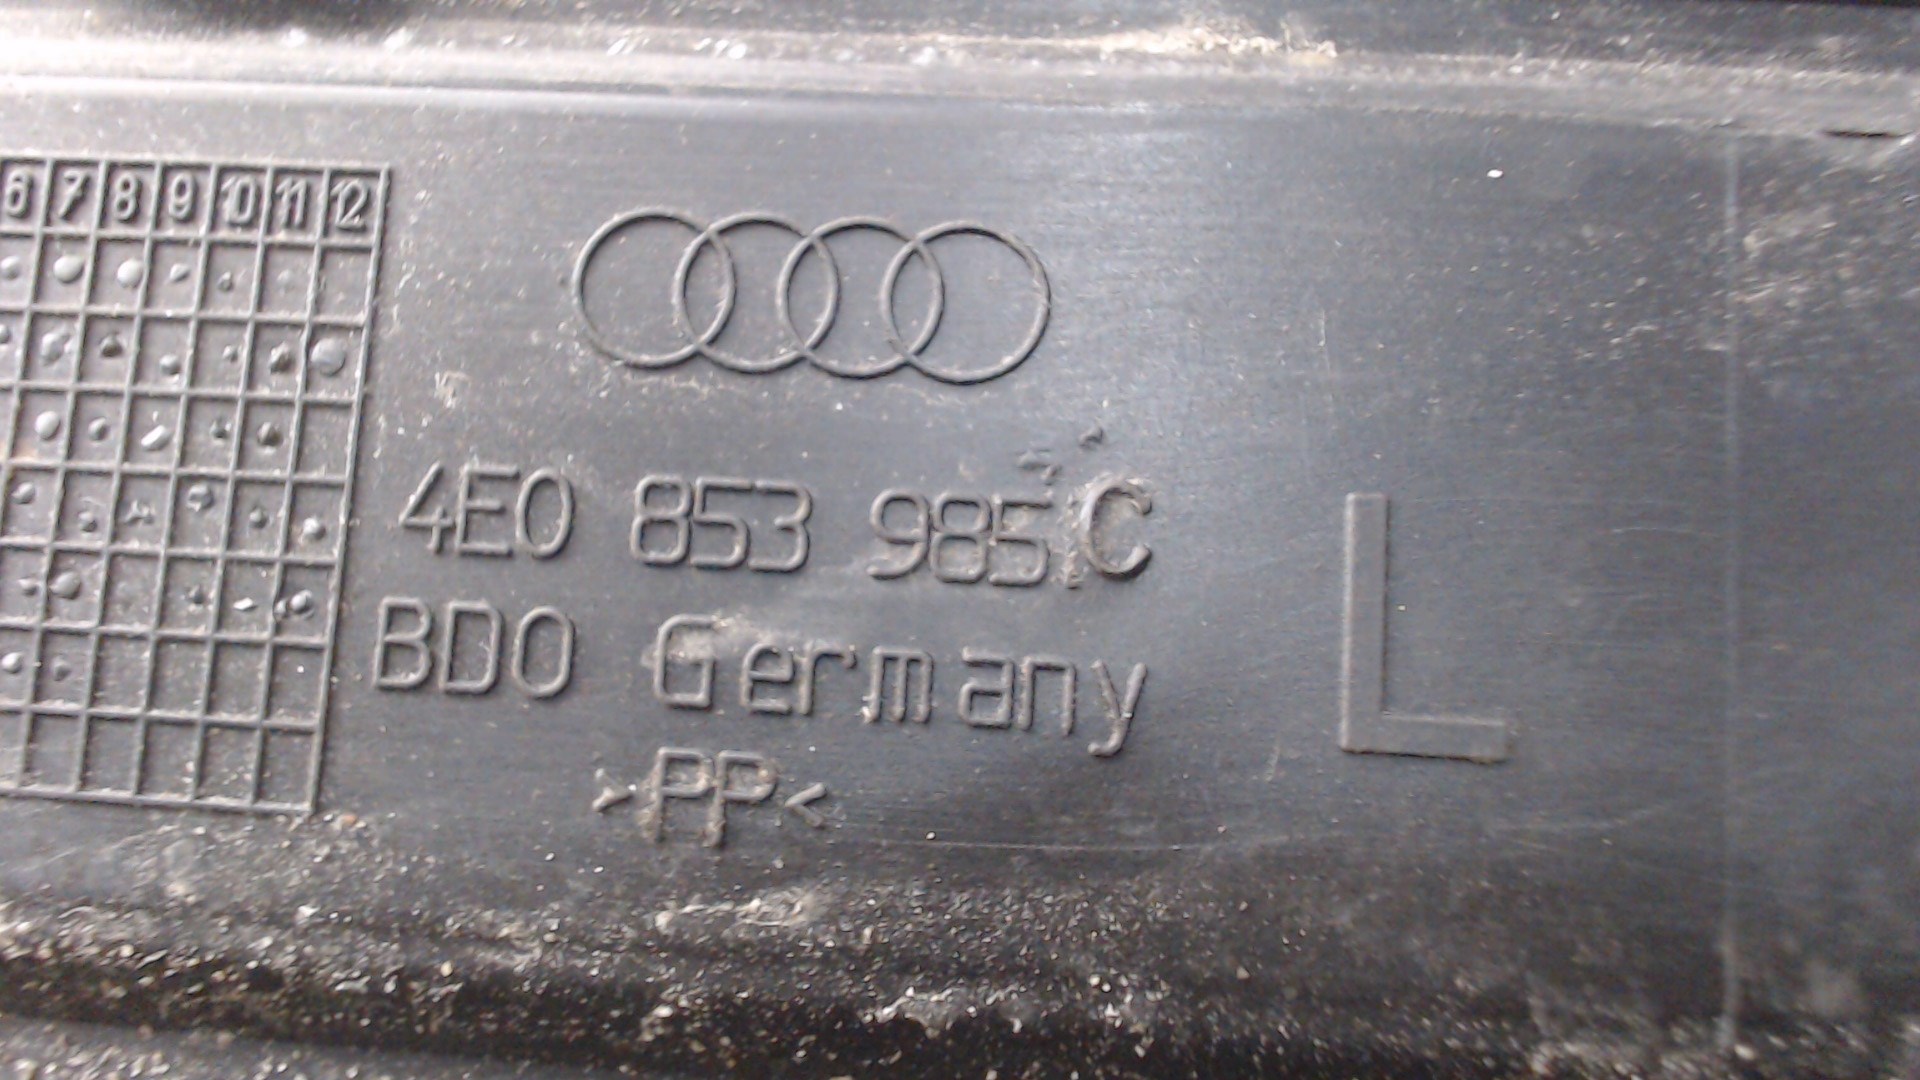 6 7 8 9 10 11 12
4E0 853 985 C
BDO Germany
>PP<
L